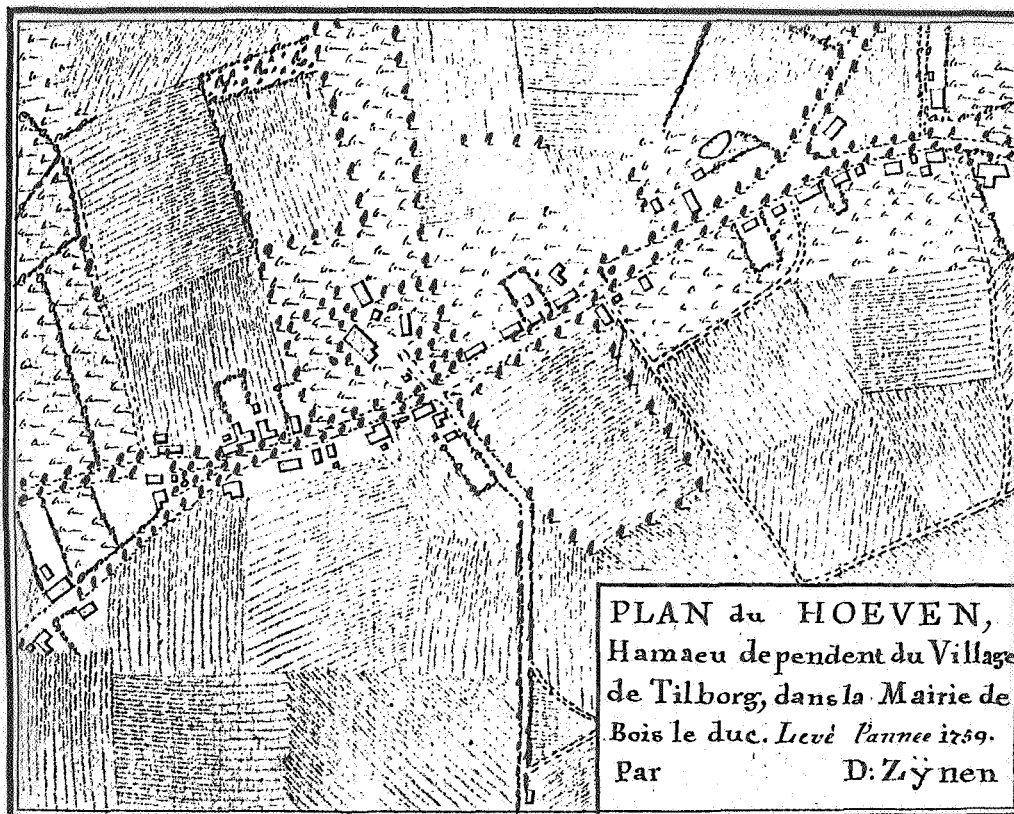 PLAN du HOEVEN,
Hamaeu dependent du Village
de Tilborg, dans la Mairie de
Bois le duc. Levé l'annee 1759.
Par D: Zÿnen